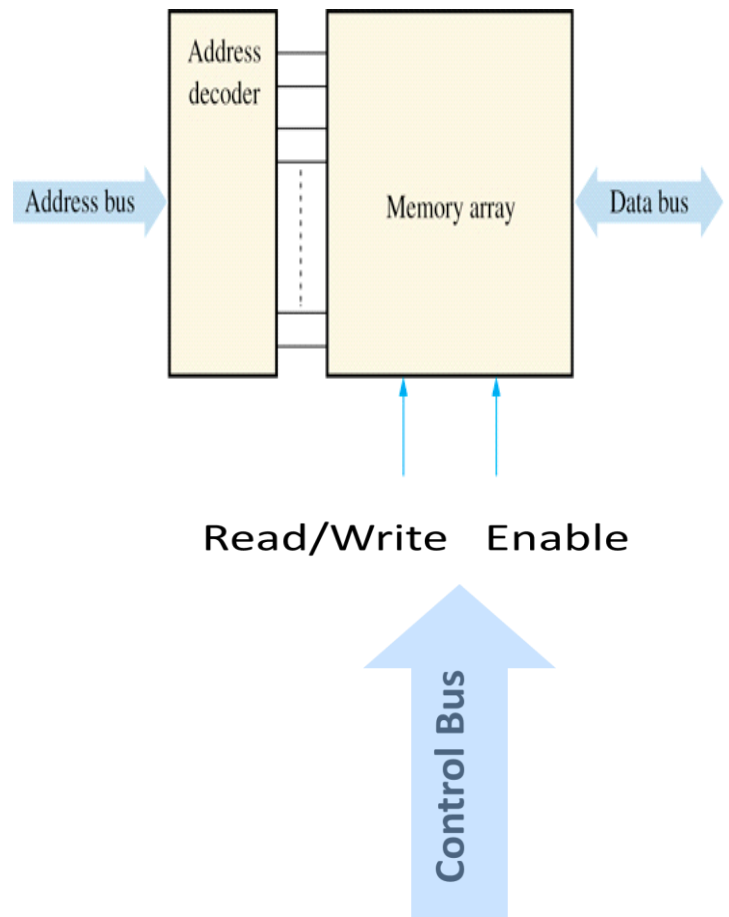 Address
decoder
Address bus
Memory array
Data bus
Read/Write Enable
Control Bus